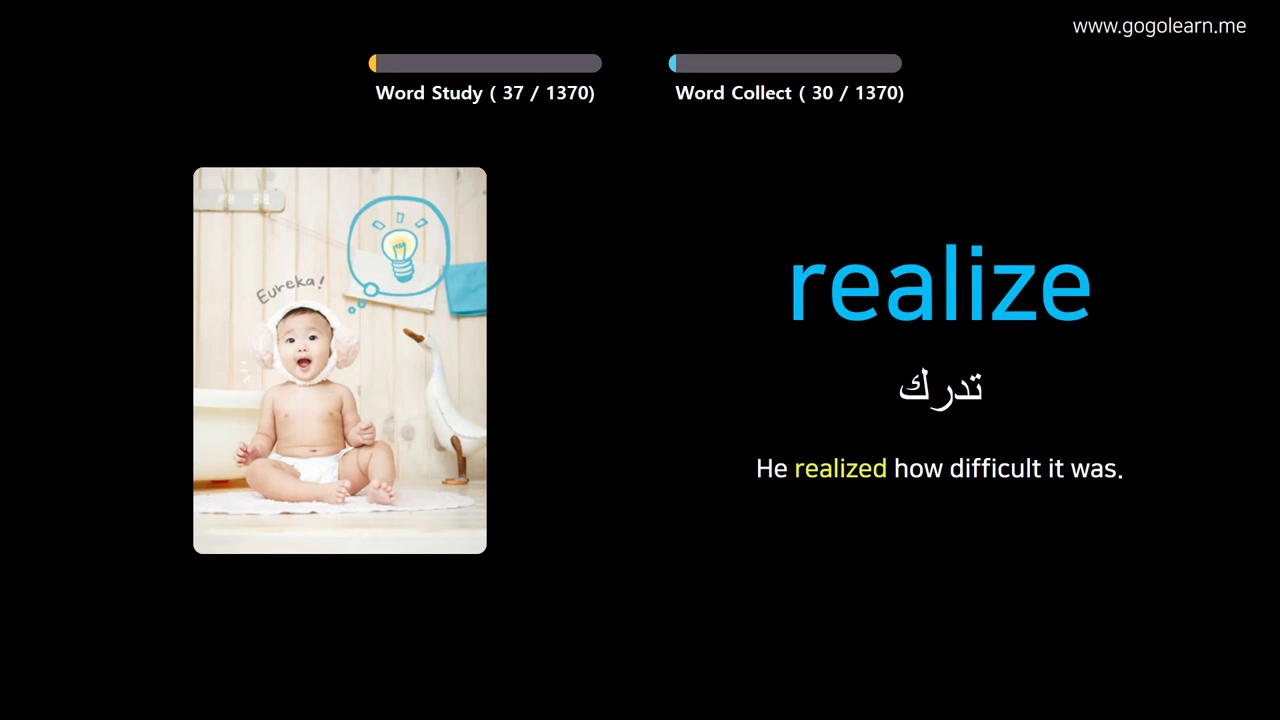 www.gogolearn.me
Word Study ( 37 / 1370)
Word Collect ( 30 / 1370)
Eureka!
realize
تدرك
He realized how difficult it was.